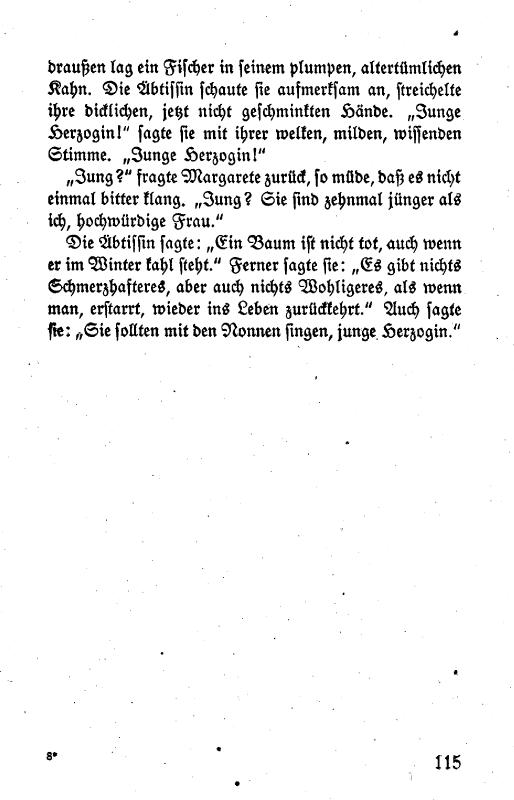 draußen lag ein Fischer in seinem plumpen, altertümlichen
Kahn. Die Äbtissin schaute sie aufmerksam an, streichelte
ihre dicklichen, jetzt nicht geschminkten Hände. „Junge
Herzogin!“ sagte sie mit ihrer welken, milden, wissenden
Stimme. „Junge Herzogin!“
„Jung?“ fragte Margarete zurück, so müde, daß es nicht
einmal bitter klang. „Jung? Sie sind zehnmal jünger als
ich, hochwürdige Frau.“
Die Äbtissin sagte: „Ein Baum ist nicht tot, auch wenn
er im Winter kahl steht.“ Ferner sagte sie: „Es gibt nichts
Schmerzhafteres, aber auch nichts Wohligeres, als wenn
man, erstarrt, wieder ins Leben zurückkehrt.“ Auch sagte
sie: „Sie sollten mit den Nonnen singen, junge Herzogin.“
8*
115